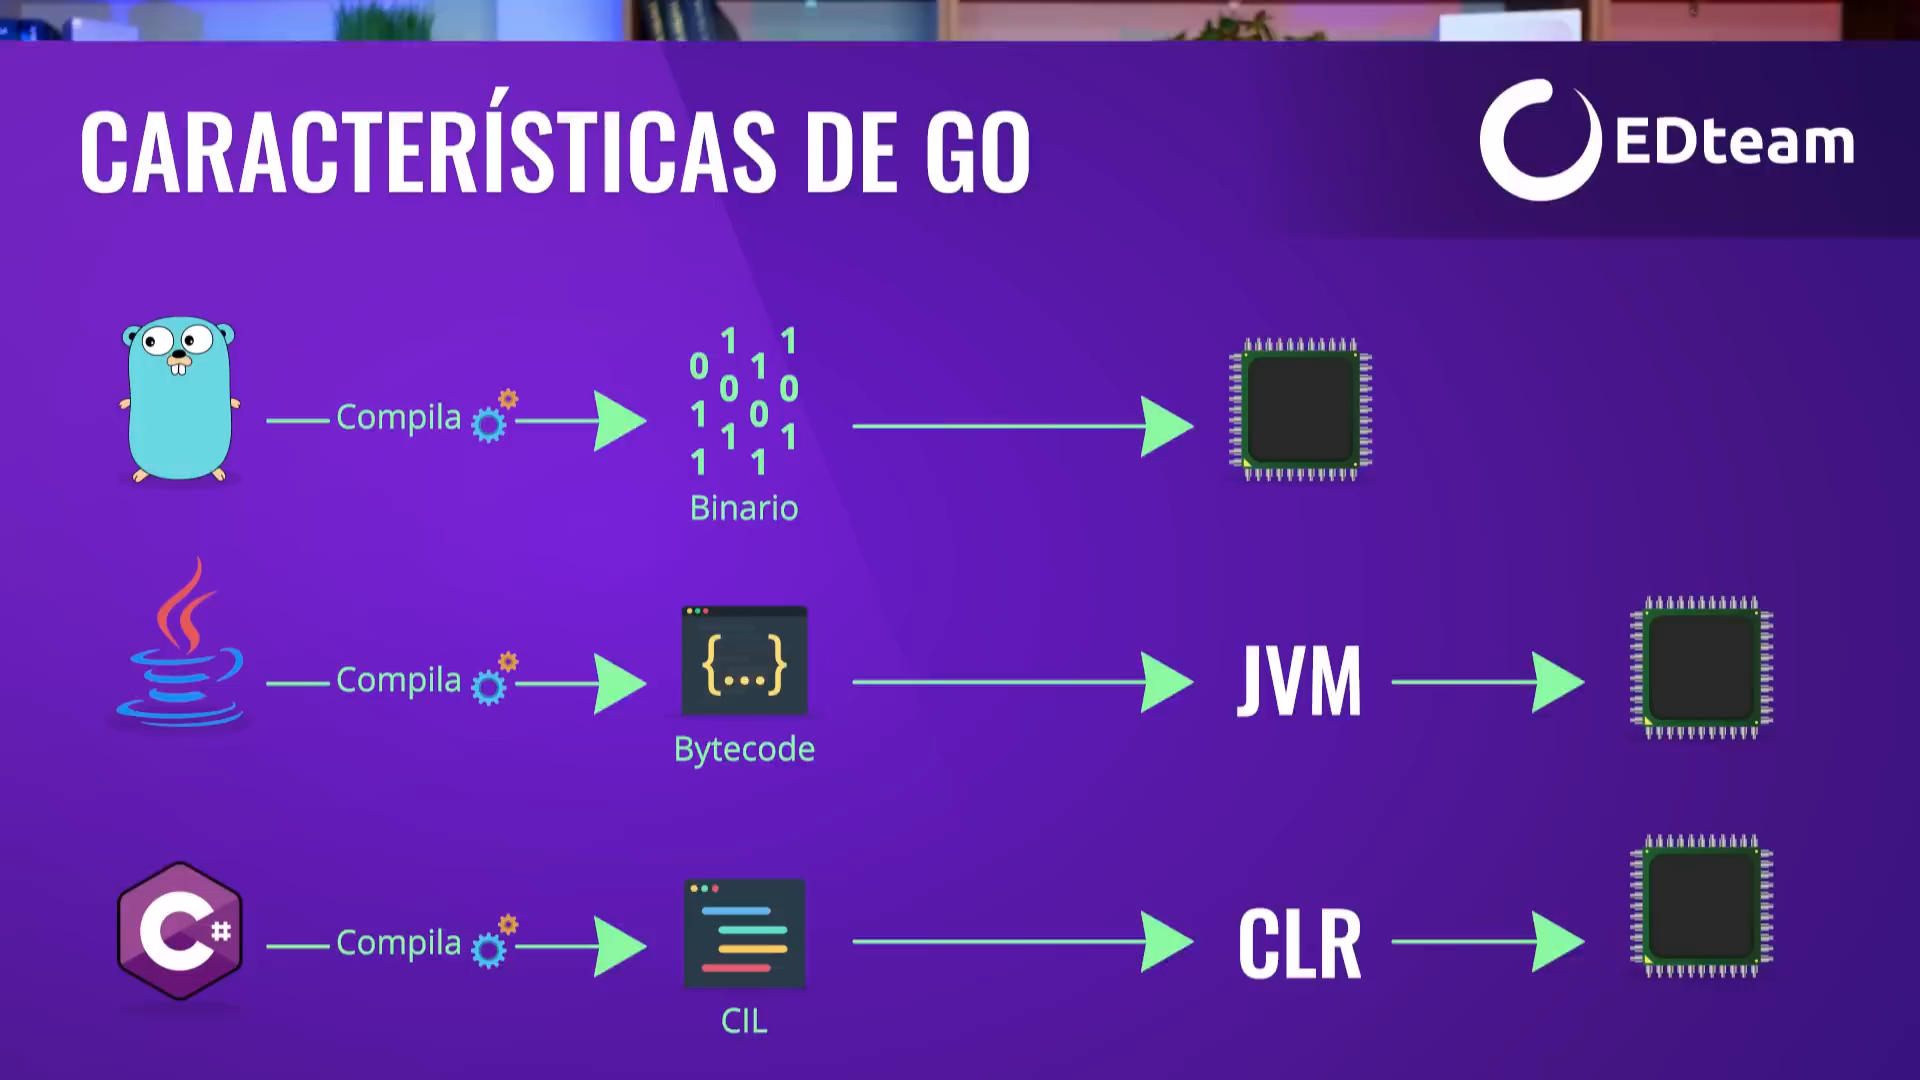 CARACTERÍSTICAS DE GO
EDteam
Compila
1 1
0 1
0 0
1 0
1 1
1 1
Binario
Compila
{...}
Bytecode
JVM
C#
Compila
CIL
CLR